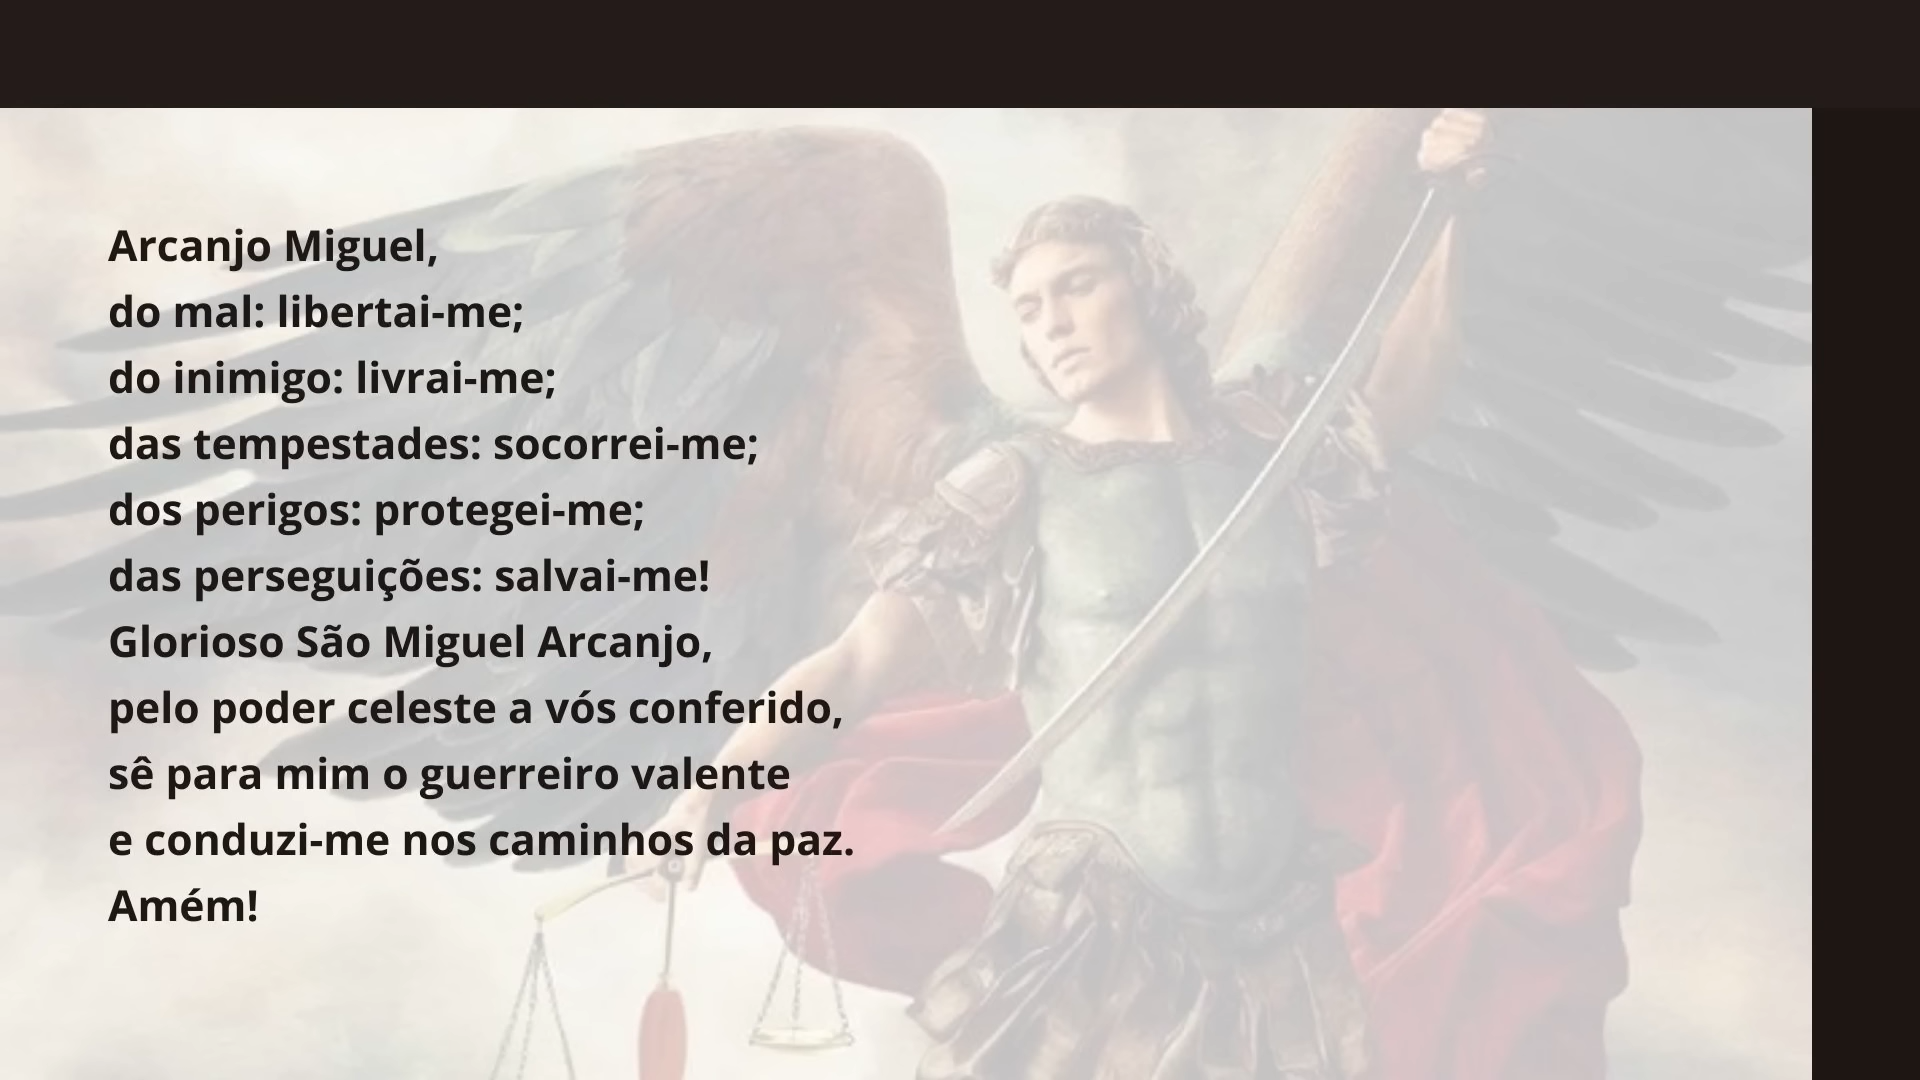 Arcanjo Miguel,
do mal: libertai-me;
do inimigo: livrai-me;
das tempestades: socorrei-me;
dos perigos: protegei-me;
das perseguições: salvai-me!
Glorioso São Miguel Arcanjo,
pelo poder celeste a vós conferido,
sê para mim o guerreiro valente
e conduzi-me nos caminhos da paz.
Amém!